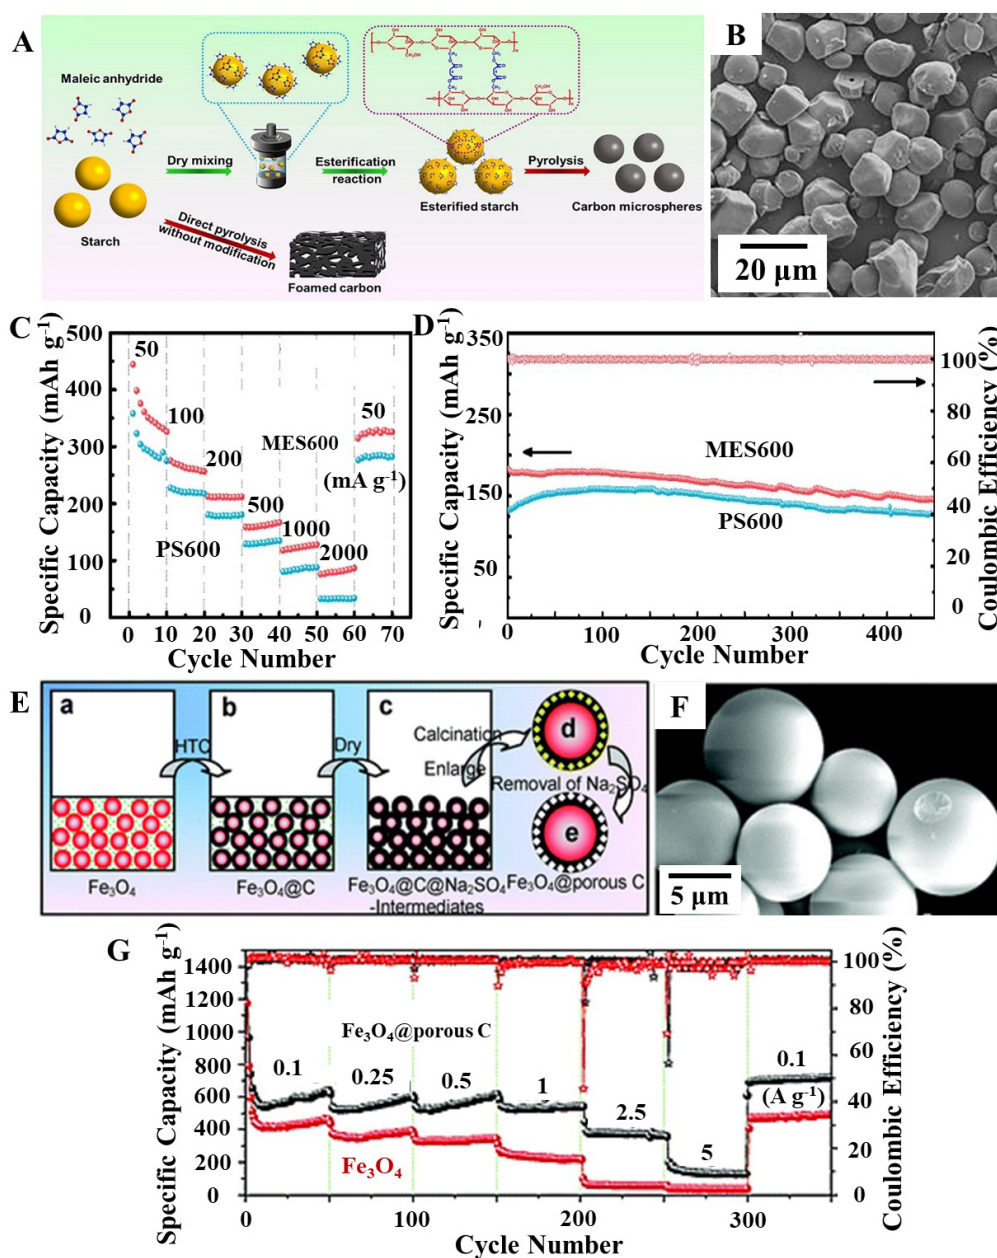 A
Maleic anhydride
Dry mixing
Esterification
reaction
Pyrolysis
Esterified starch
Carbon microspheres
Starch
Direct pyrolysis
without modification
Foamed carbon
B
20 µm
C
Specific Capacity (mAh g⁻¹)
500
400
300
200
100
0
50
100
200
500
1000
2000
50
MES600
(mA g⁻¹)
PS600
0
10
20
30
40
50
60
70
Cycle Number
D
Specific Capacity (mAh g⁻¹)
350
250
150
50
MES600
PS600
0
100
200
300
400
Cycle Number
100
80
60
40
20
0
Coulombic Efficiency (%)
E
a
b
c
d
e
HTC
Dry
Calcination
Enlarge
Removal of Na₂SO₄
Fe₃O₄
Fe₃O₄@C
Fe₃O₄@C@Na₂SO₄
-Intermediates
Fe₃O₄@porous C
F
5 µm
G
Specific Capacity (mAh g⁻¹)
1400
1200
1000
800
600
400
200
0
Fe₃O₄@porous C
0.1
0.25
0.5
1
2.5
5
0.1
(A g⁻¹)
Fe₃O₄
0
100
200
300
Cycle Number
100
80
60
40
20
0
Coulombic Efficiency (%)